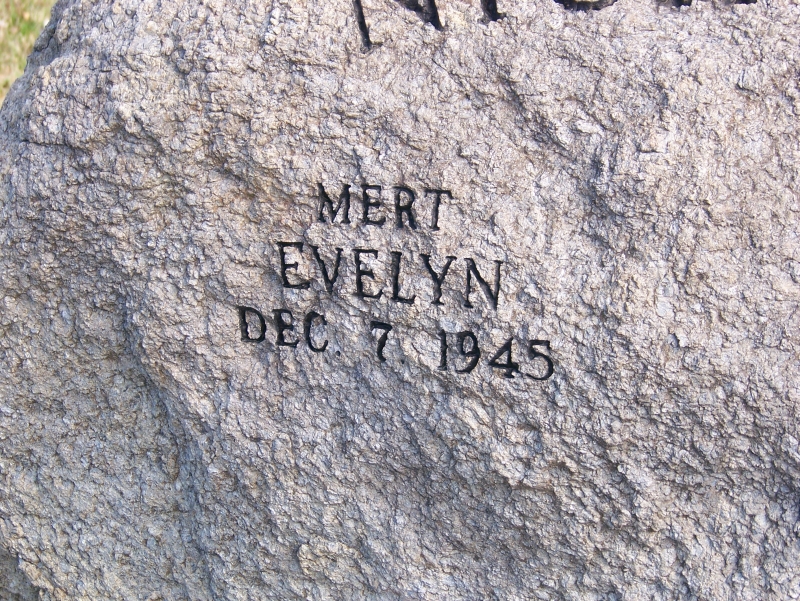 MERT
EVELYN
DEC. 7. 1945